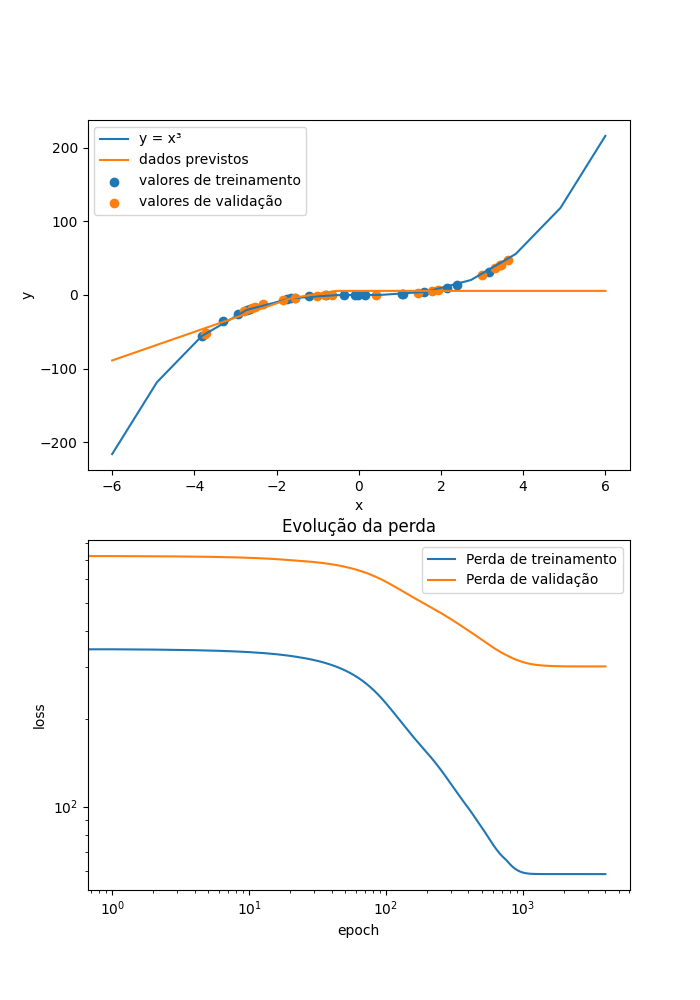 y = x³
dados previstos
valores de treinamento
valores de validação
200
100
0
−100
−200
y
−6 −4 −2 0 2 4 6
x
Evolução da perda
Perda de treinamento
Perda de validação
10²
loss
10⁰ 10¹ 10² 10³
epoch